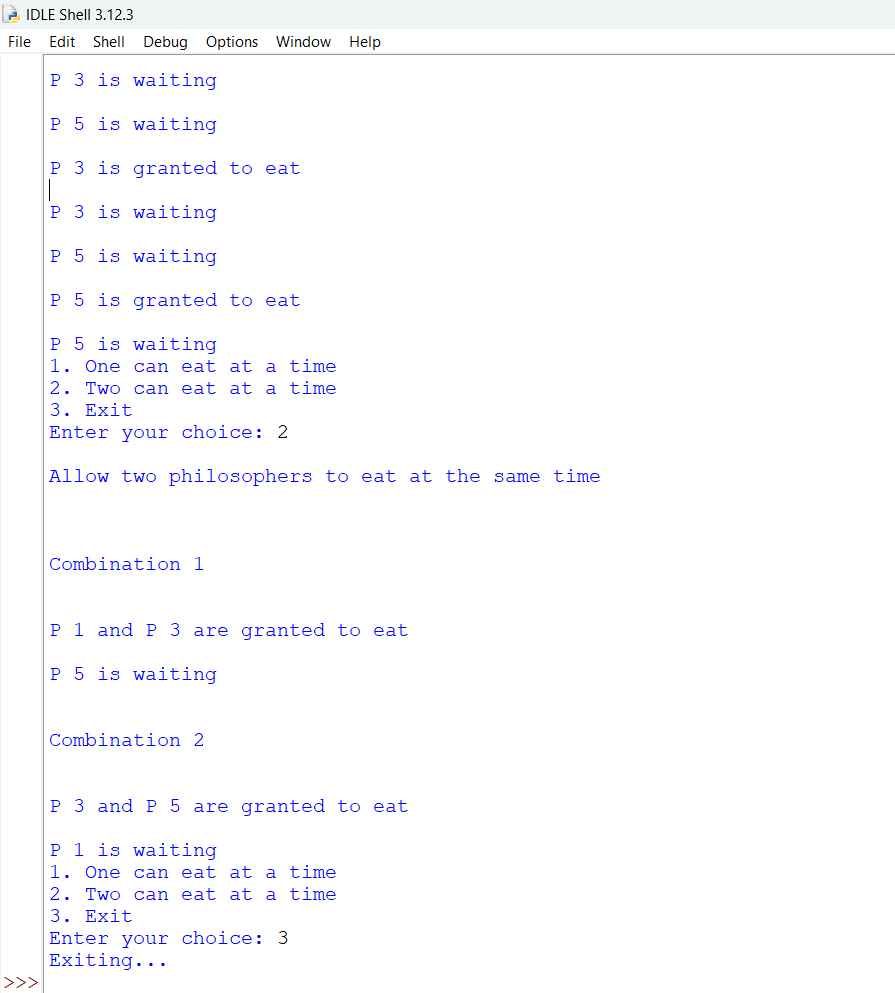 IDLE Shell 3.12.3
File Edit Shell Debug Options Window Help
P 3 is waiting
P 5 is waiting
P 3 is granted to eat
P 3 is waiting
P 5 is waiting
P 5 is granted to eat
P 5 is waiting
1. One can eat at a time
2. Two can eat at a time
3. Exit
Enter your choice: 2
Allow two philosophers to eat at the same time
Combination 1
P 1 and P 3 are granted to eat
P 5 is waiting
Combination 2
P 3 and P 5 are granted to eat
P 1 is waiting
1. One can eat at a time
2. Two can eat at a time
3. Exit
Enter your choice: 3
Exiting...
>>>